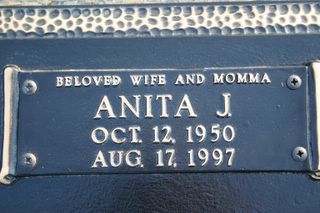 BELOVED WIFE AND MOMMA
ANITA J.
OCT. 12, 1950
AUG. 17, 1997